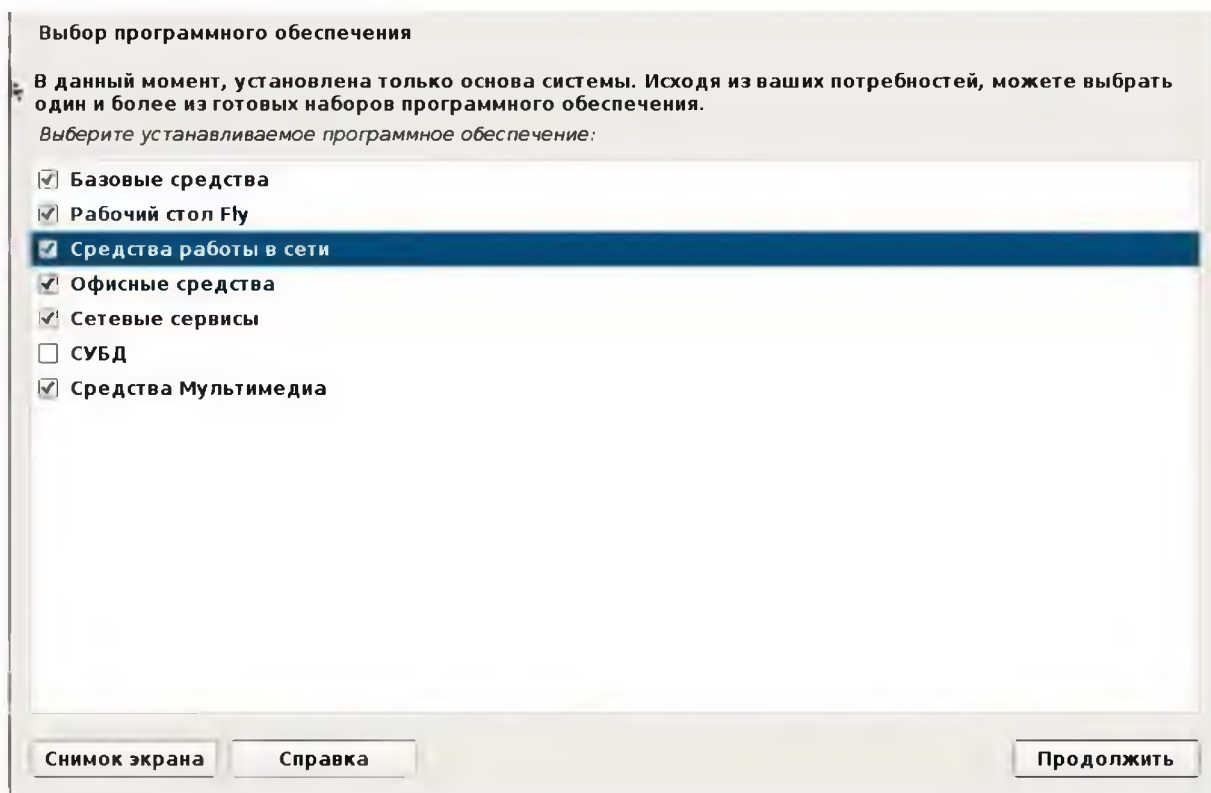 Выбор программного обеспечения
В данный момент, установлена только основа системы. Исходя из ваших потребностей, можете выбрать
один и более из готовых наборов программного обеспечения.
Выберите устанавливаемое программное обеспечение:
Базовые средства
Рабочий стол Fly
Средства работы в сети
Офисные средства
Сетевые сервисы
СУБД
Средства Мультимедиа
Снимок экрана
Справка
Продолжить